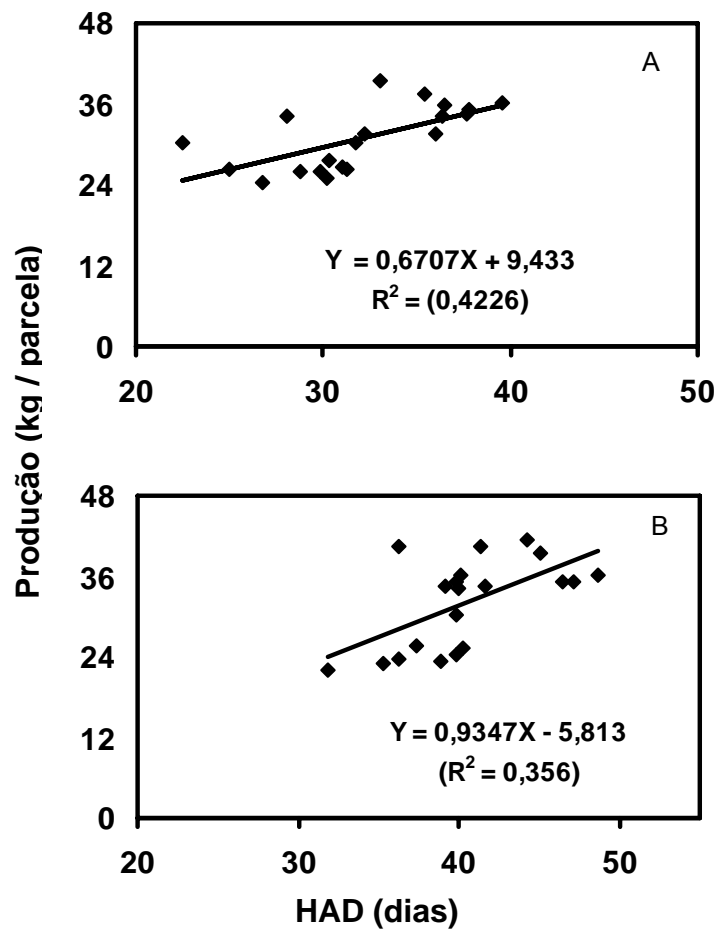 Produção (kg / parcela)
48
36
24
12
0
A
Y = 0,6707X + 9,433
R² = (0,4226)
20 30 40 50
48
36
24
12
0
B
Y = 0,9347X - 5,813
(R² = 0,356)
20 30 40 50
HAD (dias)